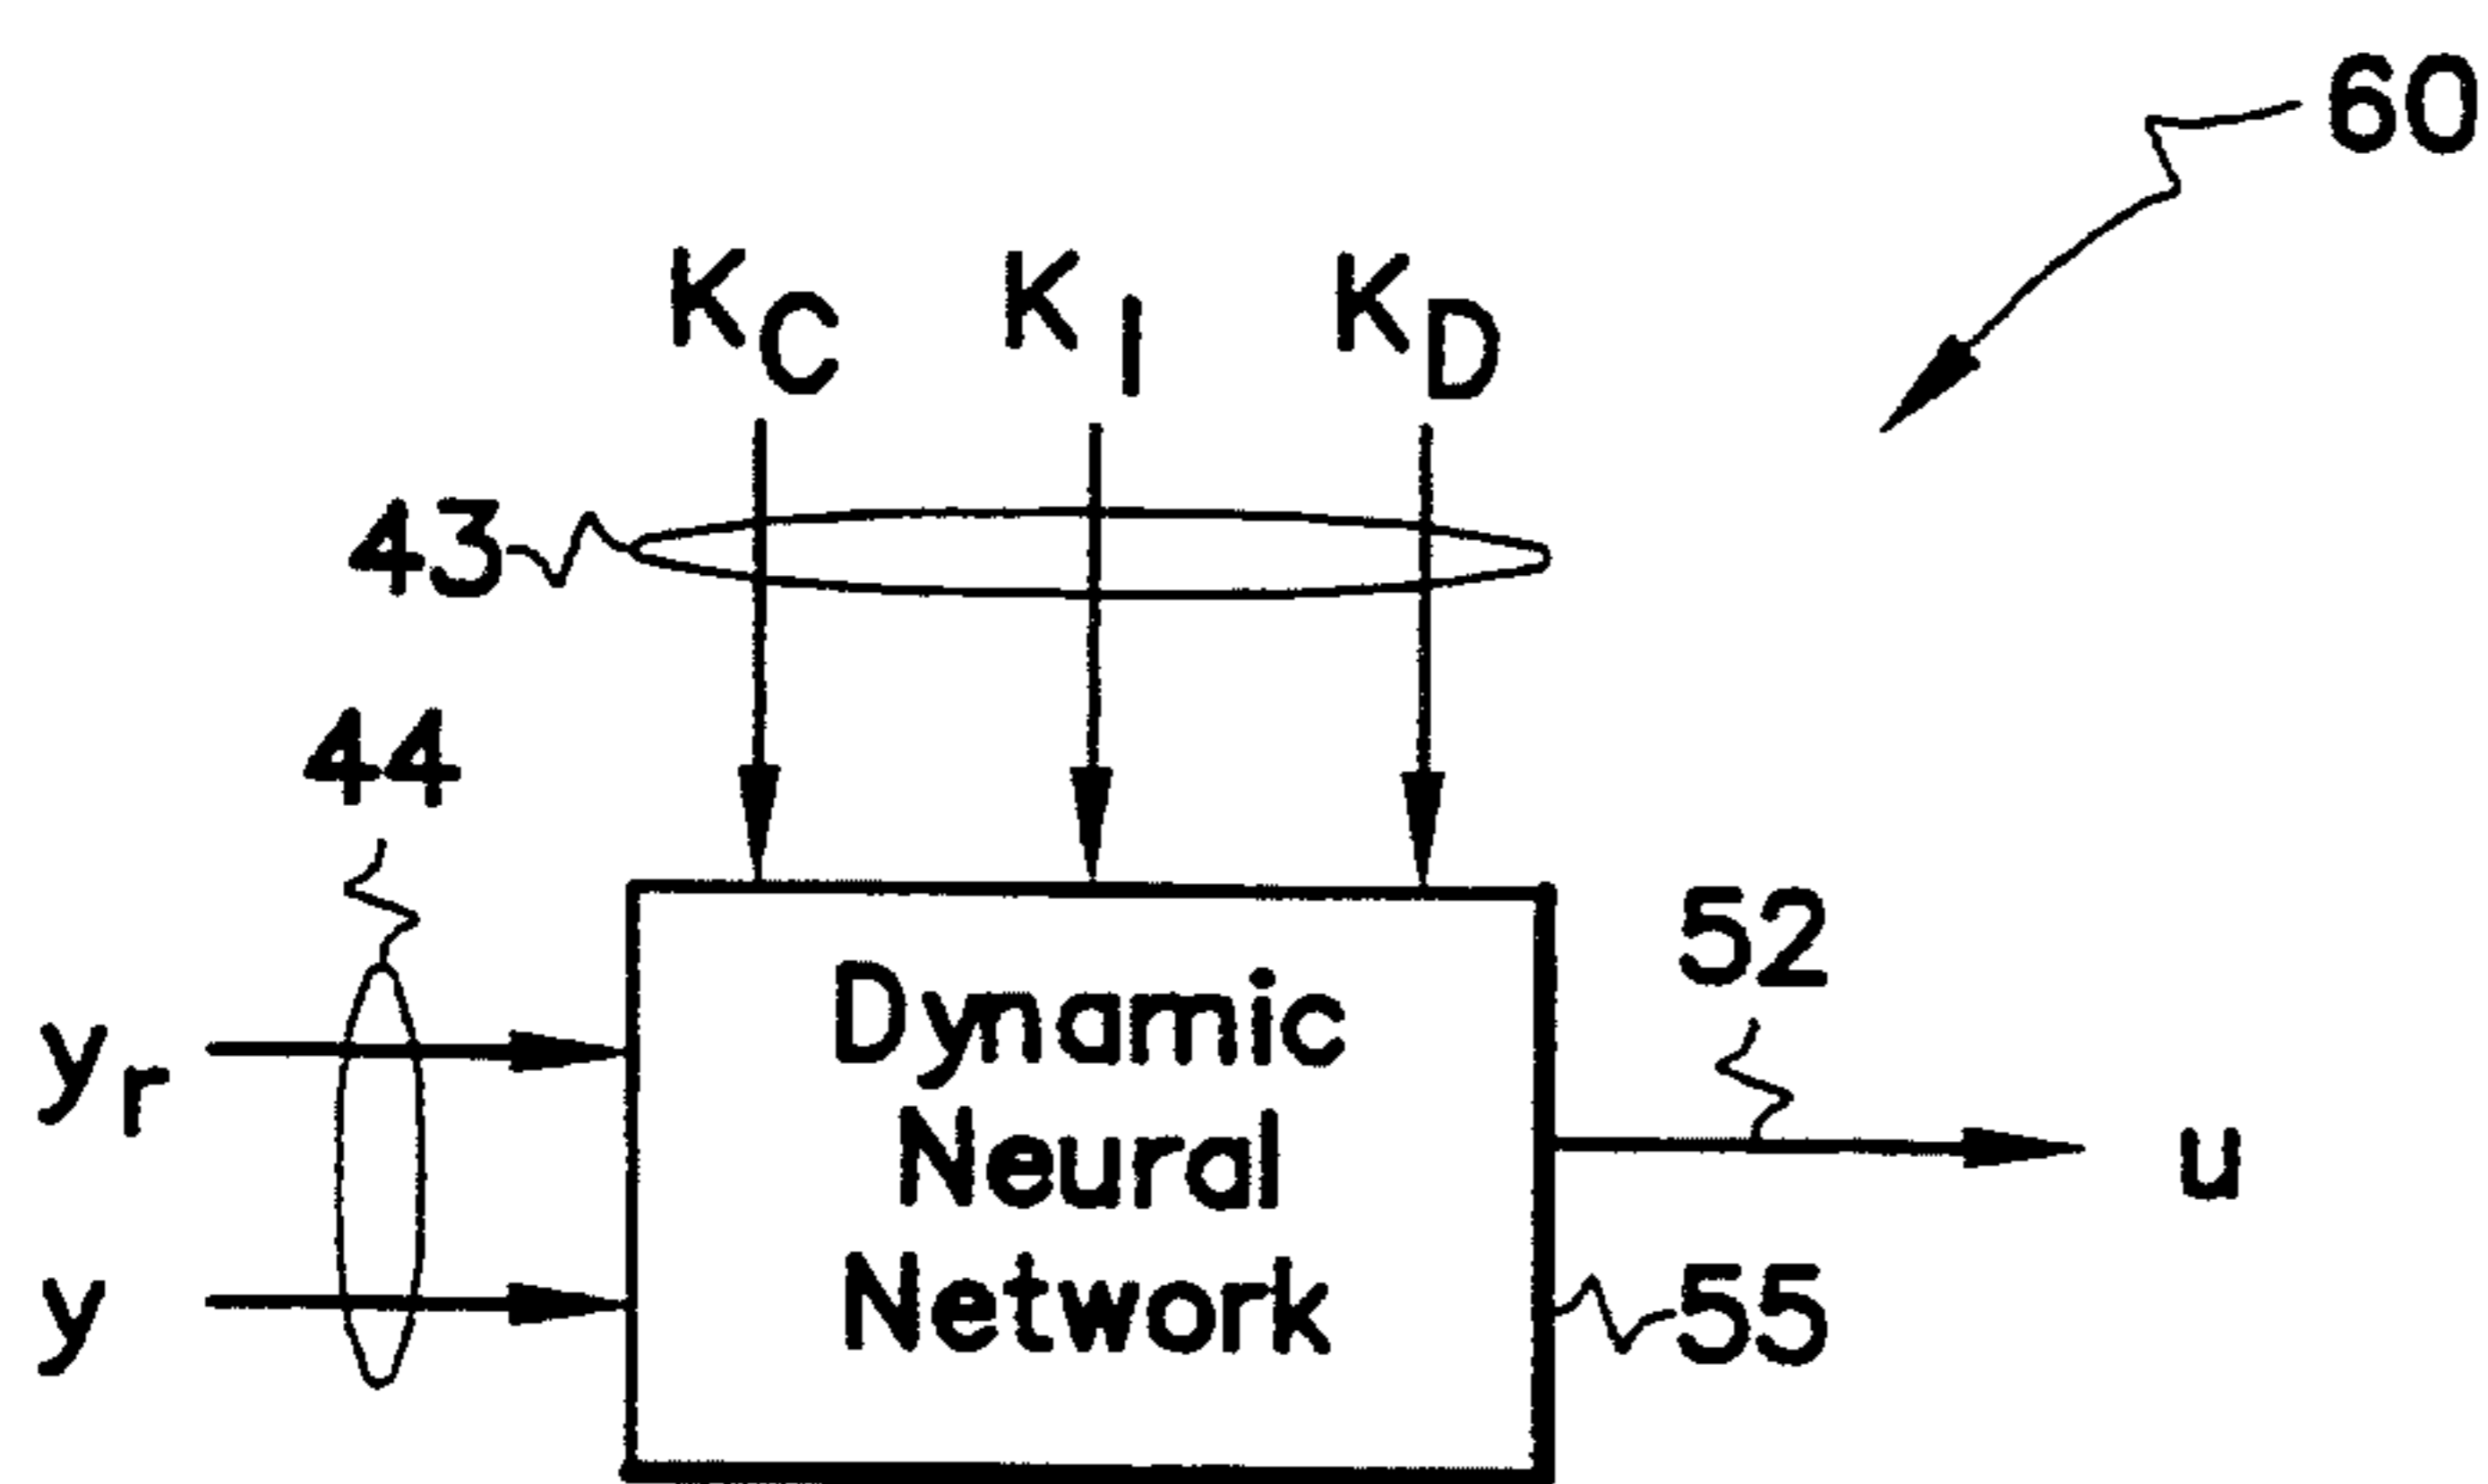 60
K_C K_I K_D
43
44
Dynamic
52
y_r
Neural
u
Network
y
55